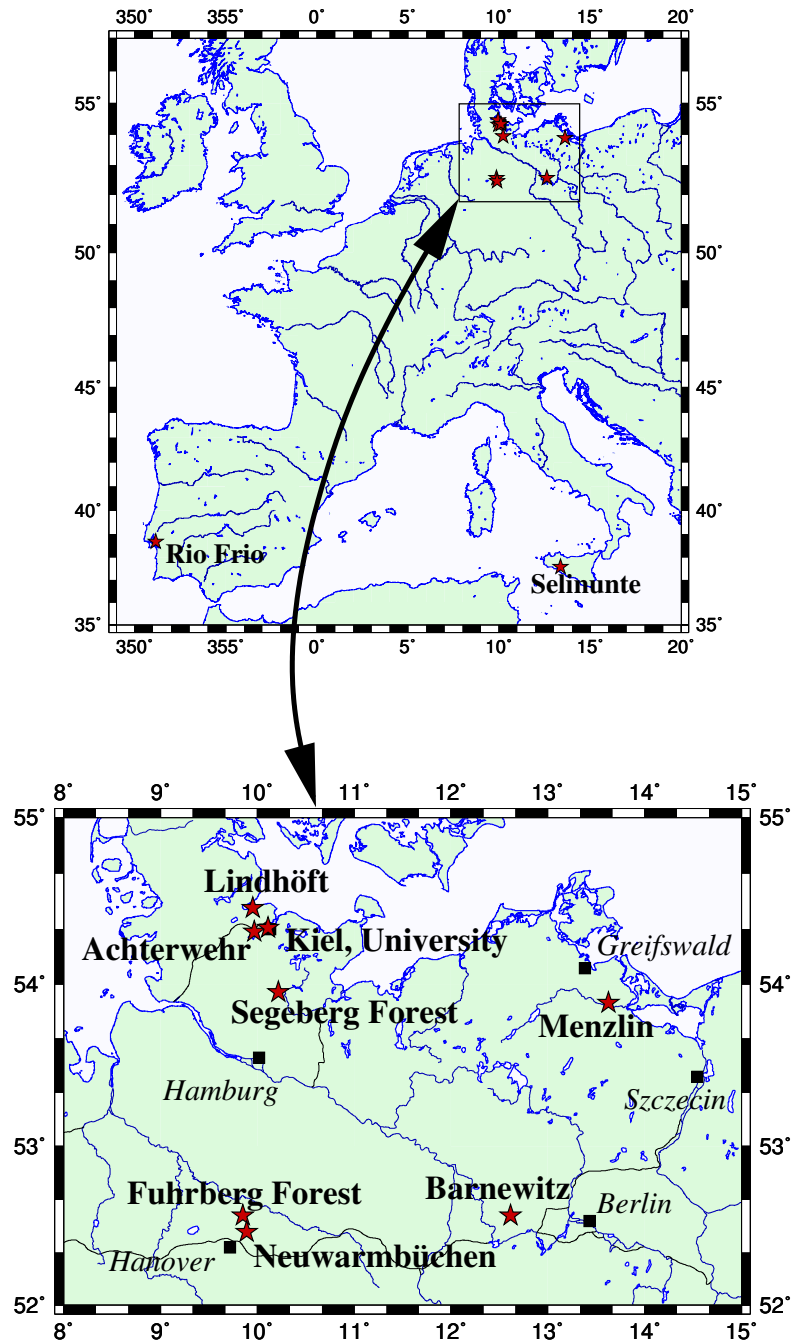 350° 355° 0° 5° 10° 15° 20°
55° 55°
50° 50°
45° 45°
40° 40°
Rio Frio
Selinunte
35° 35°
350° 355° 0° 5° 10° 15° 20°
8° 9° 10° 11° 12° 13° 14° 15°
55° 55°
Lindhöft
Achterwehr
Kiel, University
Greifswald
54° 54°
Segeberg Forest
Menzlin
Hamburg
Szczecin
53° 53°
Fuhrberg Forest
Barnewitz
Berlin
Hanover
Neuwarmbüchen
52° 52°
8° 9° 10° 11° 12° 13° 14° 15°